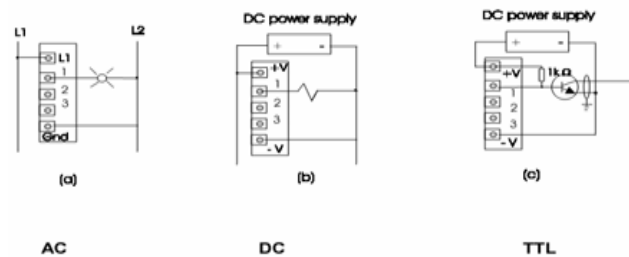 DC power supply
DC power supply
L1
L2
+
-
+
-
L1
1
2
3
Gnd
+V
1
2
3
-V
1kΩ
+V
1
2
3
-V
(a)
(b)
(c)
AC
DC
TTL